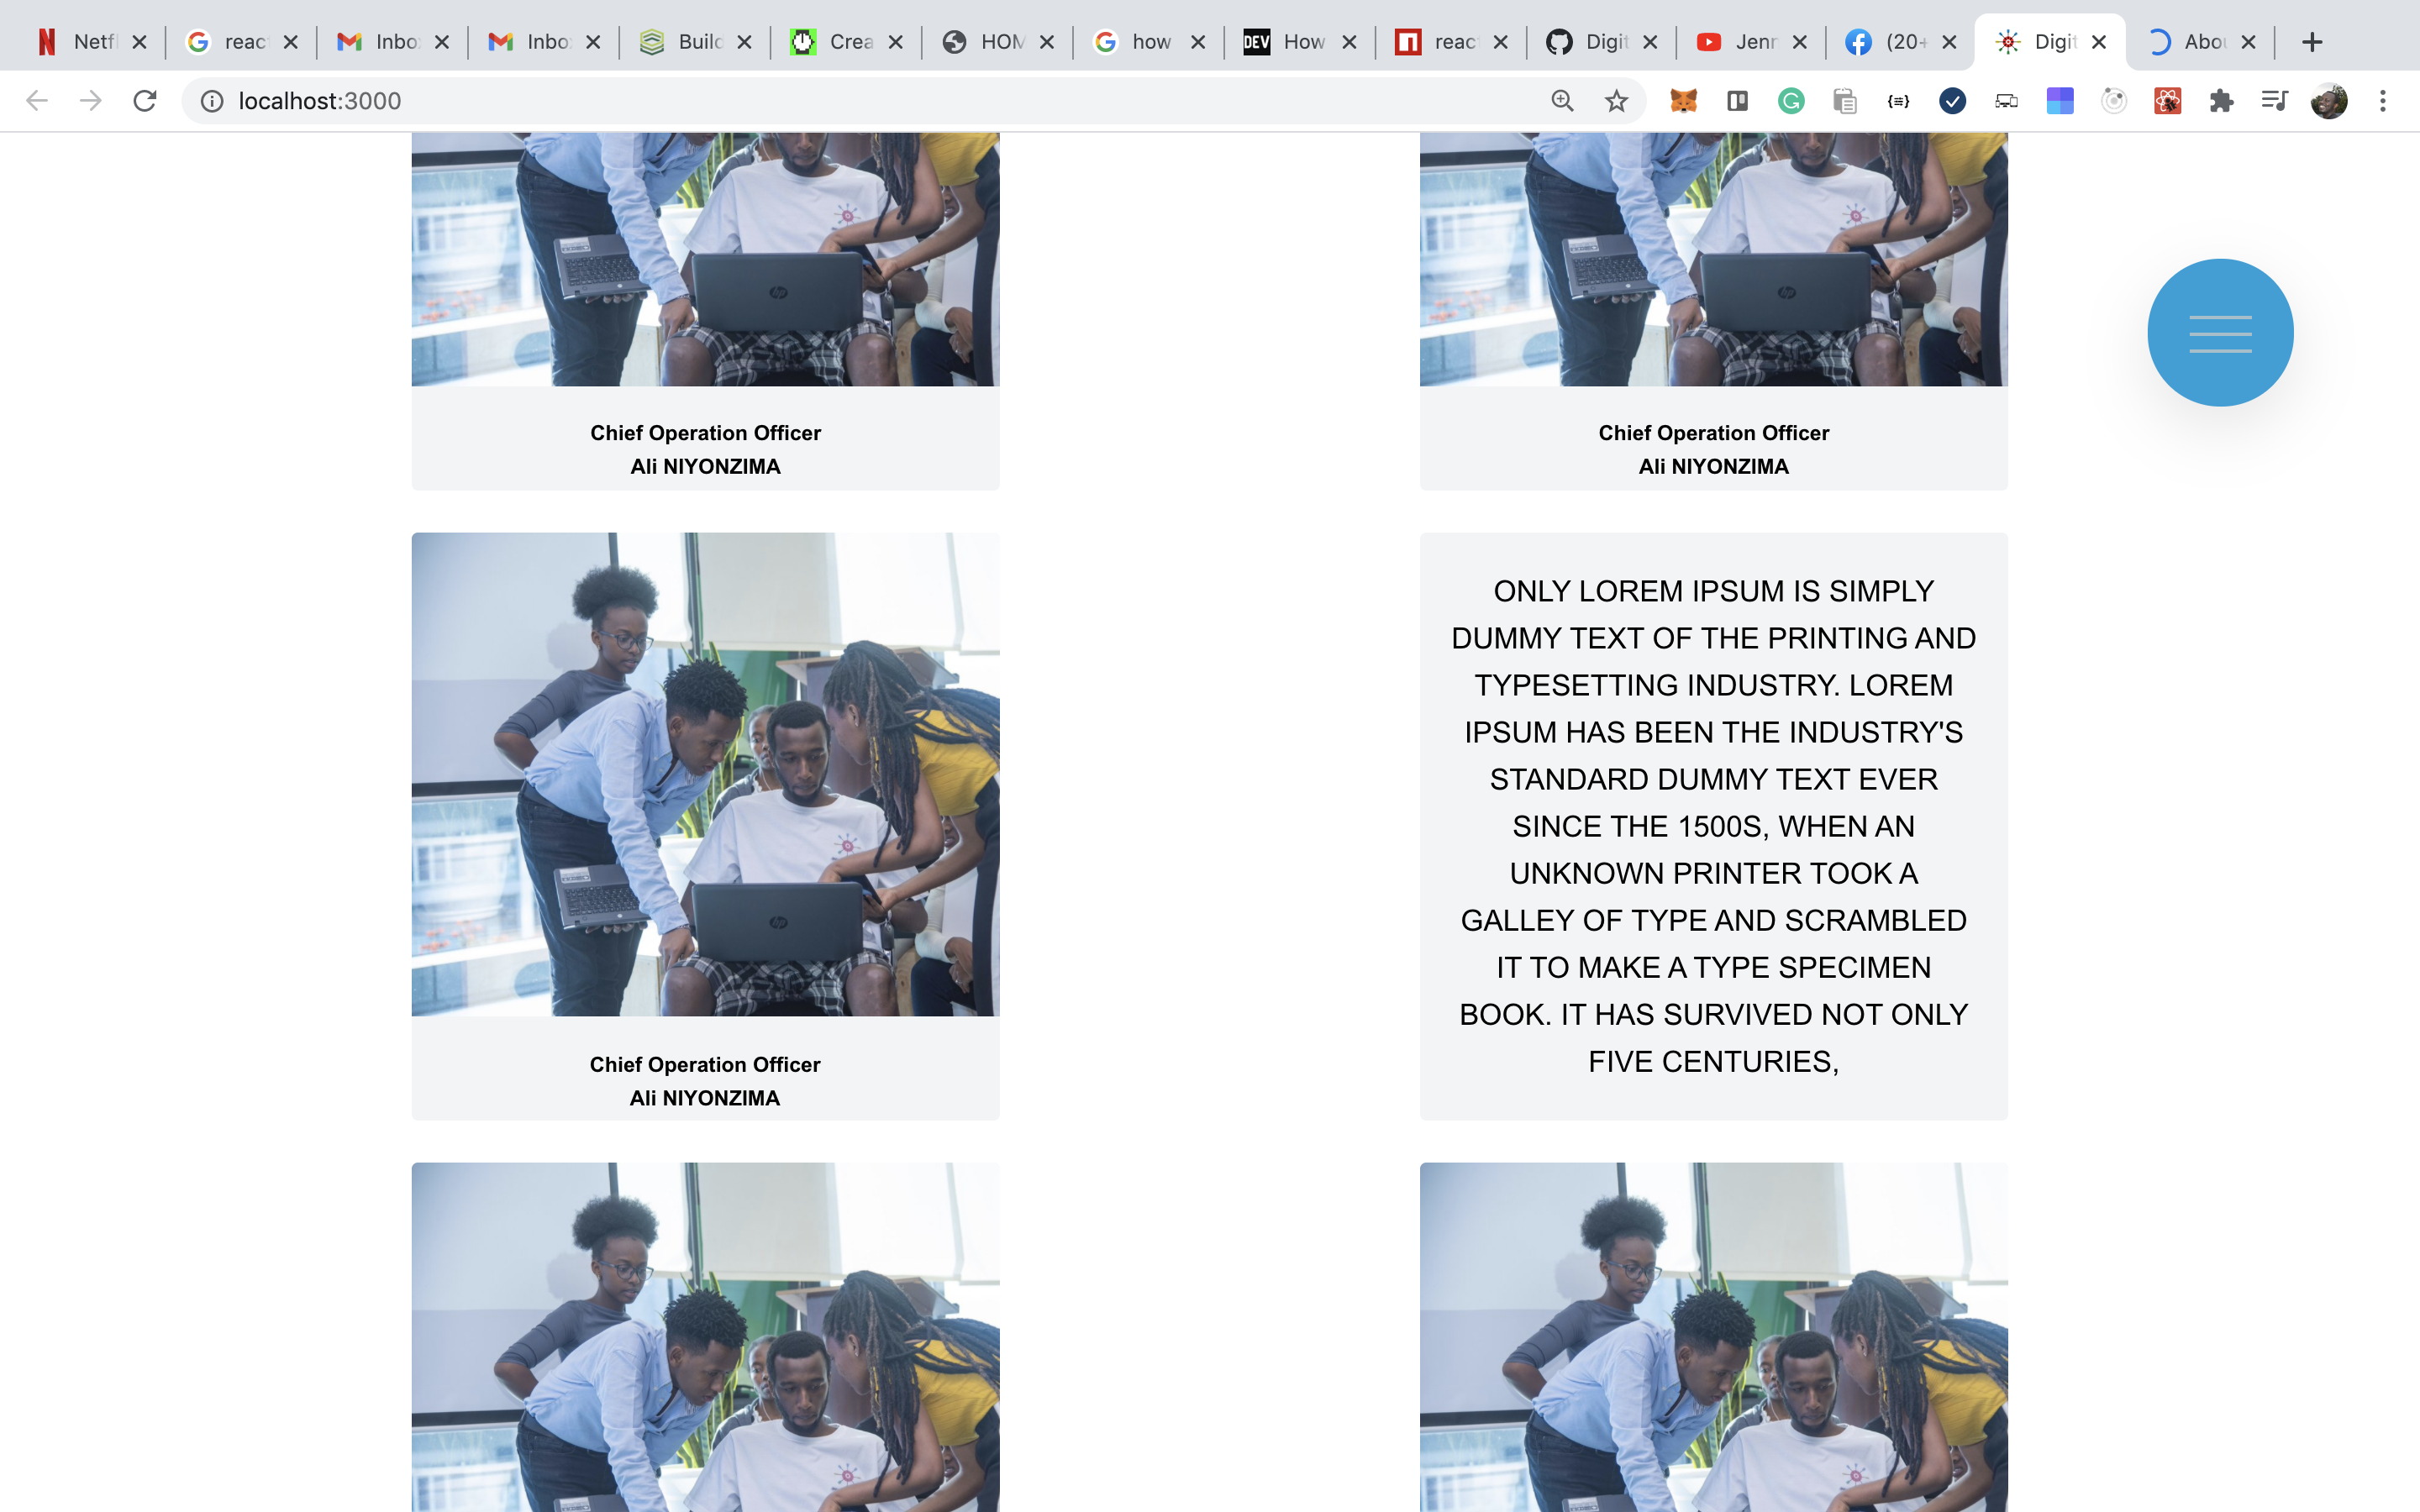 Netfl
reac
Inbo
Inbo
Build
Crea
HOM
how
DEV How
reac
Digit
Jenn
(20+
Digit
Abou
localhost:3000
Chief Operation Officer
Ali NIYONZIMA
Chief Operation Officer
Ali NIYONZIMA
Chief Operation Officer
Ali NIYONZIMA
ONLY LOREM IPSUM IS SIMPLY
DUMMY TEXT OF THE PRINTING AND
TYPESETTING INDUSTRY. LOREM
IPSUM HAS BEEN THE INDUSTRY'S
STANDARD DUMMY TEXT EVER
SINCE THE 1500S, WHEN AN
UNKNOWN PRINTER TOOK A
GALLEY OF TYPE AND SCRAMBLED
IT TO MAKE A TYPE SPECIMEN
BOOK. IT HAS SURVIVED NOT ONLY
FIVE CENTURIES,